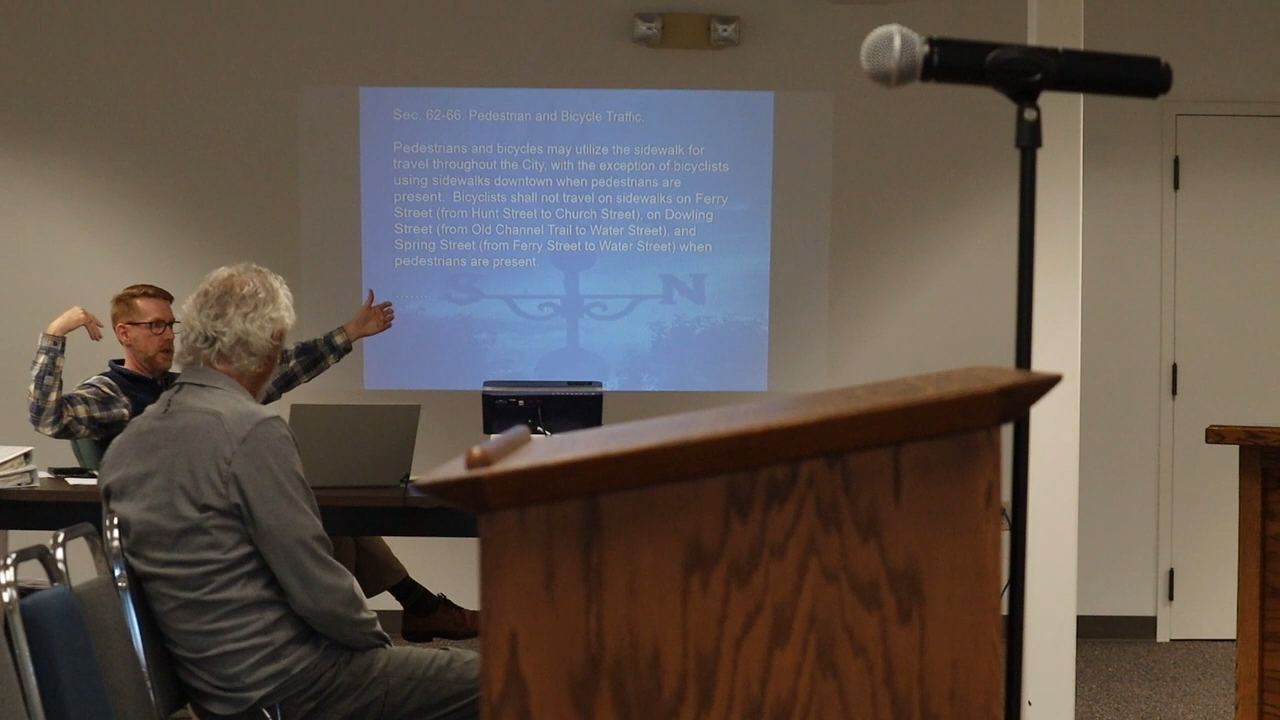 Sec. 62-66. Pedestrian and Bicycle Traffic.
Pedestrians and bicycles may utilize the sidewalk for
travel throughout the City, with the exception of bicyclists
using sidewalks downtown when pedestrians are
present. Bicyclists shall not travel on sidewalks on Ferry
Street (from Hunt Street to Church Street), on Dowling
Street (from Old Channel Trail to Water Street), and
Spring Street (from Ferry Street to Water Street) when
pedestrians are present.
S N